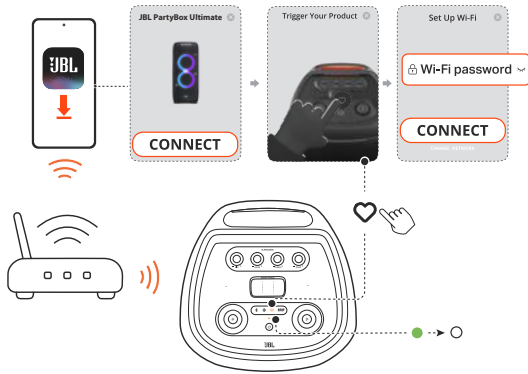 JBL PartyBox Ultimate
Trigger Your Product
Set Up Wi-Fi
JBL
Wi-Fi password
CONNECT
CONNECT
JBL